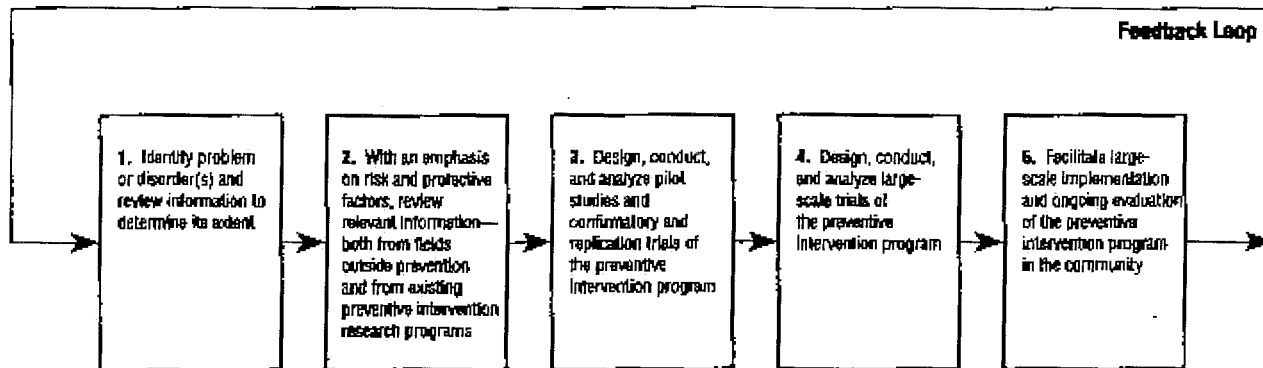 Feedback Loop
1. Identify problem
or disorder(s) and
review information to
determine its extent
2. With an emphasis
on risk and protective
factors, review
relevant information—
both from fields
outside prevention
and from existing
preventive intervention
research programs
3. Design, conduct,
and analyze pilot
studies and
confirmatory and
replication trials of
the preventive
intervention program
4. Design, conduct,
and analyze large-
scale trials of
the preventive
intervention program
5. Facilitate large-
scale implementation
and ongoing evaluation
of the preventive
intervention program
in the community